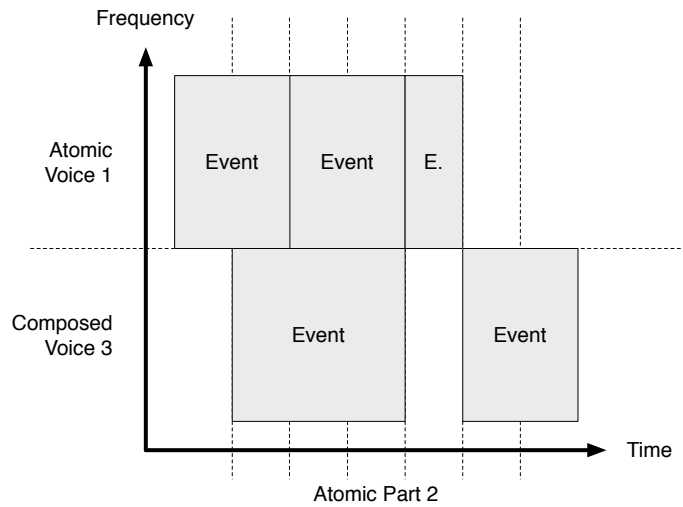 Frequency
Atomic
Voice 1
Event
Event
E.
Composed
Voice 3
Event
Event
Time
Atomic Part 2